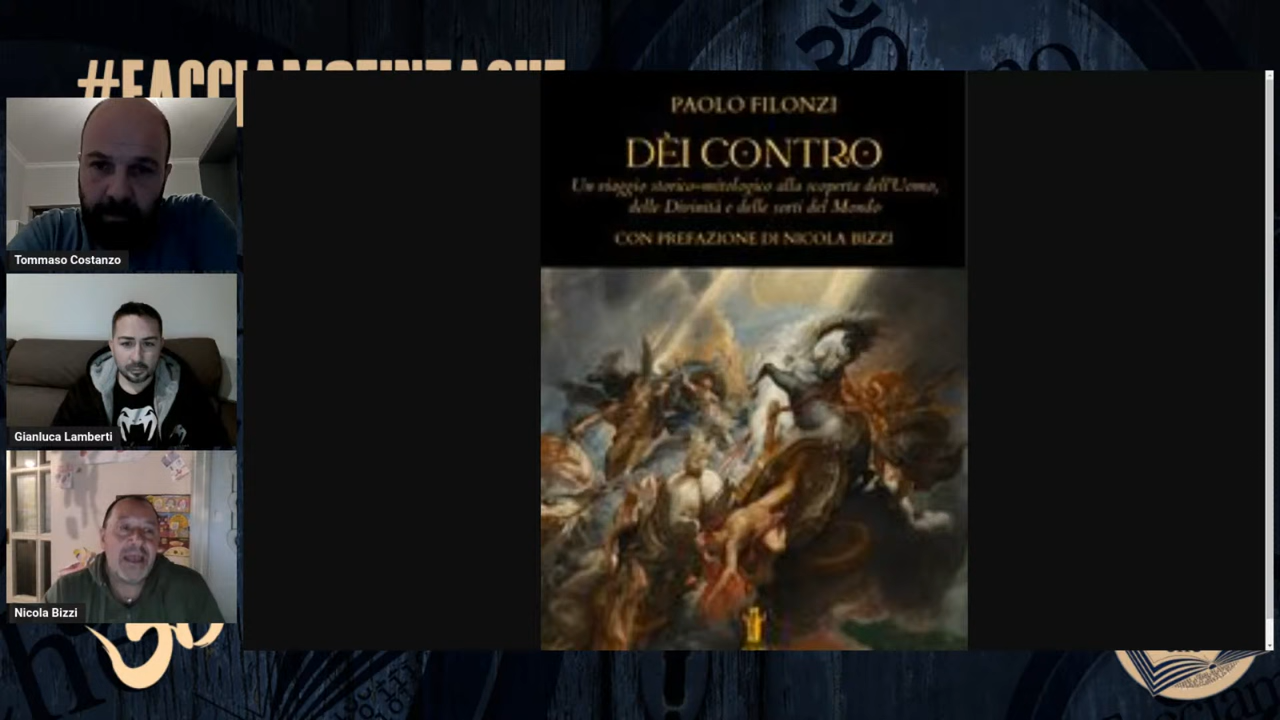 PAOLO FILONZI
DÈI CONTRO
Un viaggio storico-mitologico alla scoperta dell'Uomo,
delle Divinità e delle sorti del Mondo
CON PREFAZIONE DI NICOLA BIZZI
Tommaso Costanzo
Gianluca Lamberti
Nicola Bizzi